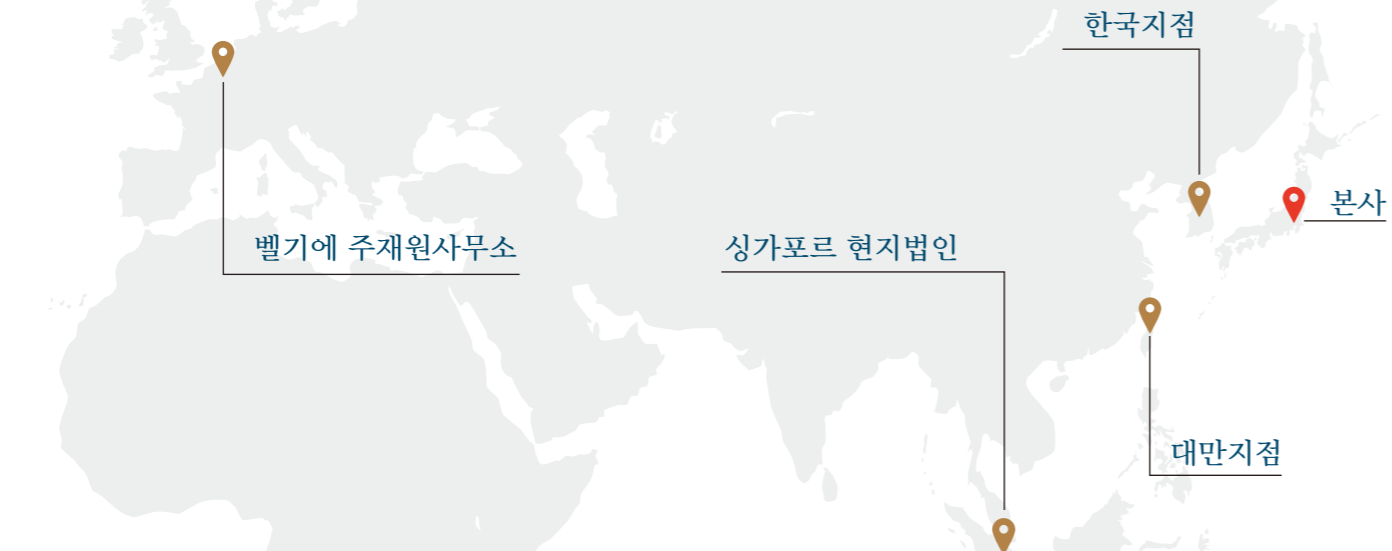 한국지점
본사
벨기에 주재원사무소
싱가포르 현지법인
대만지점